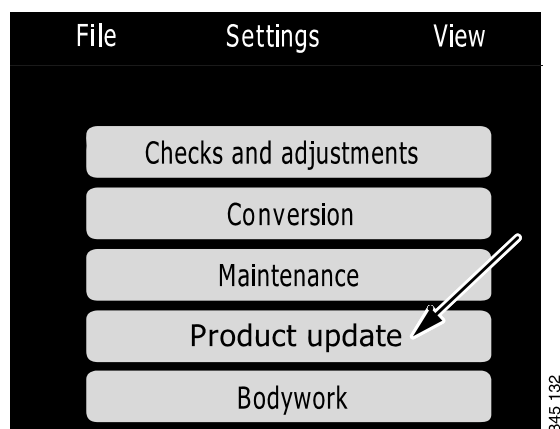 File Settings View
Checks and adjustments
Conversion
Maintenance
Product update
Bodywork
345 132